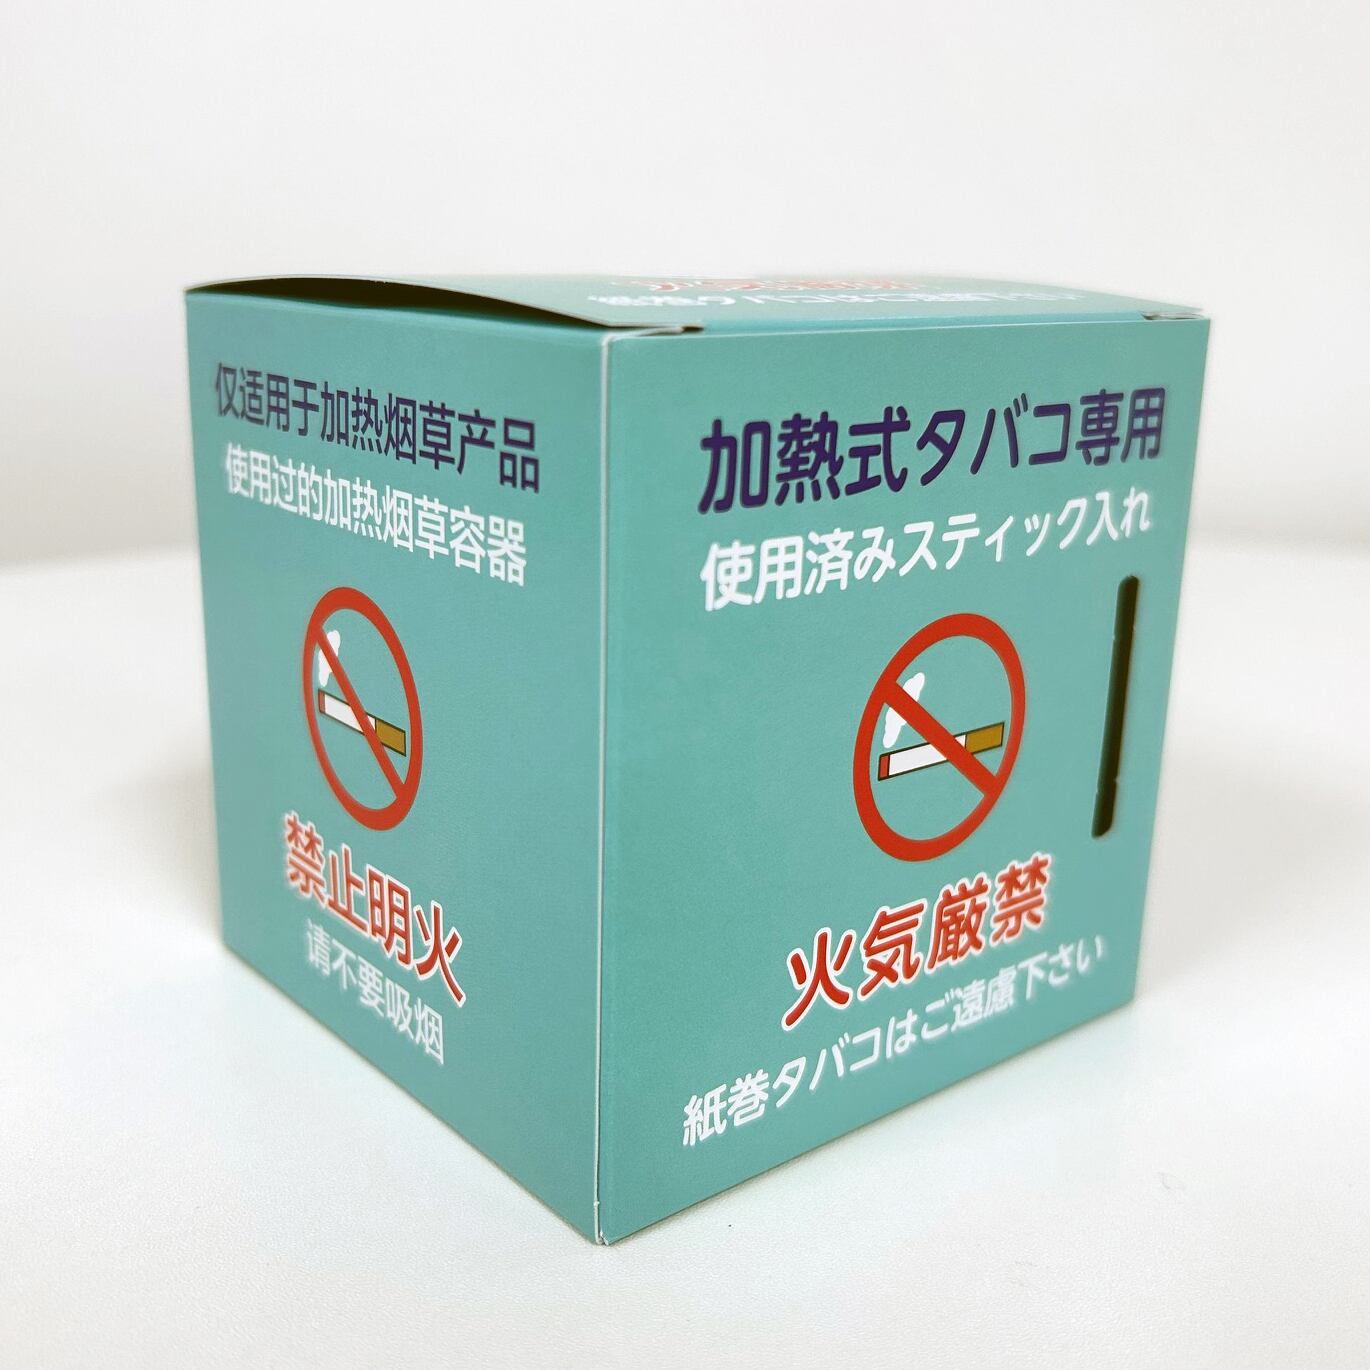 仅适用于加热烟草产品
使用过的加热烟草容器
禁止明火
请不要吸烟
加熱式タバコ専用
使用済みスティック入れ
火気厳禁
紙巻タバコはご遠慮下さい